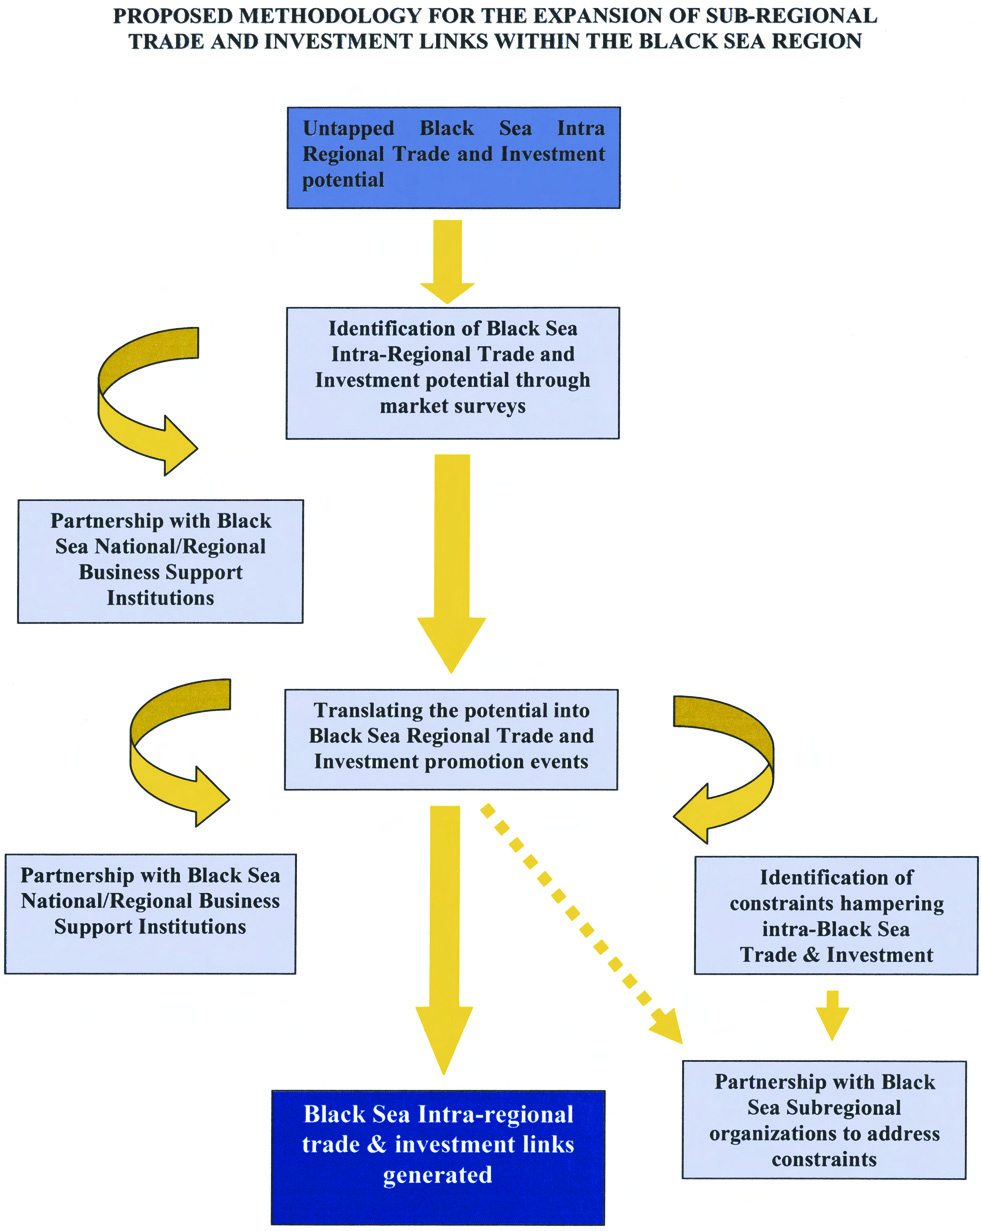 PROPOSED METHODOLOGY FOR THE EXPANSION OF SUB-REGIONAL
TRADE AND INVESTMENT LINKS WITHIN THE BLACK SEA REGION
Untapped Black Sea Intra
Regional Trade and Investment
potential
Identification of Black Sea
Intra-Regional Trade and
Investment potential through
market surveys
Partnership with Black
Sea National/Regional
Business Support
Institutions
Translating the potential into
Black Sea Regional Trade and
Investment promotion events
Partnership with Black Sea
National/Regional Business
Support Institutions
Identification of
constraints hampering
intra-Black Sea
Trade & Investment
Partnership with Black
Sea Subregional
organizations to address
constraints
Black Sea Intra-regional
trade & investment links
generated